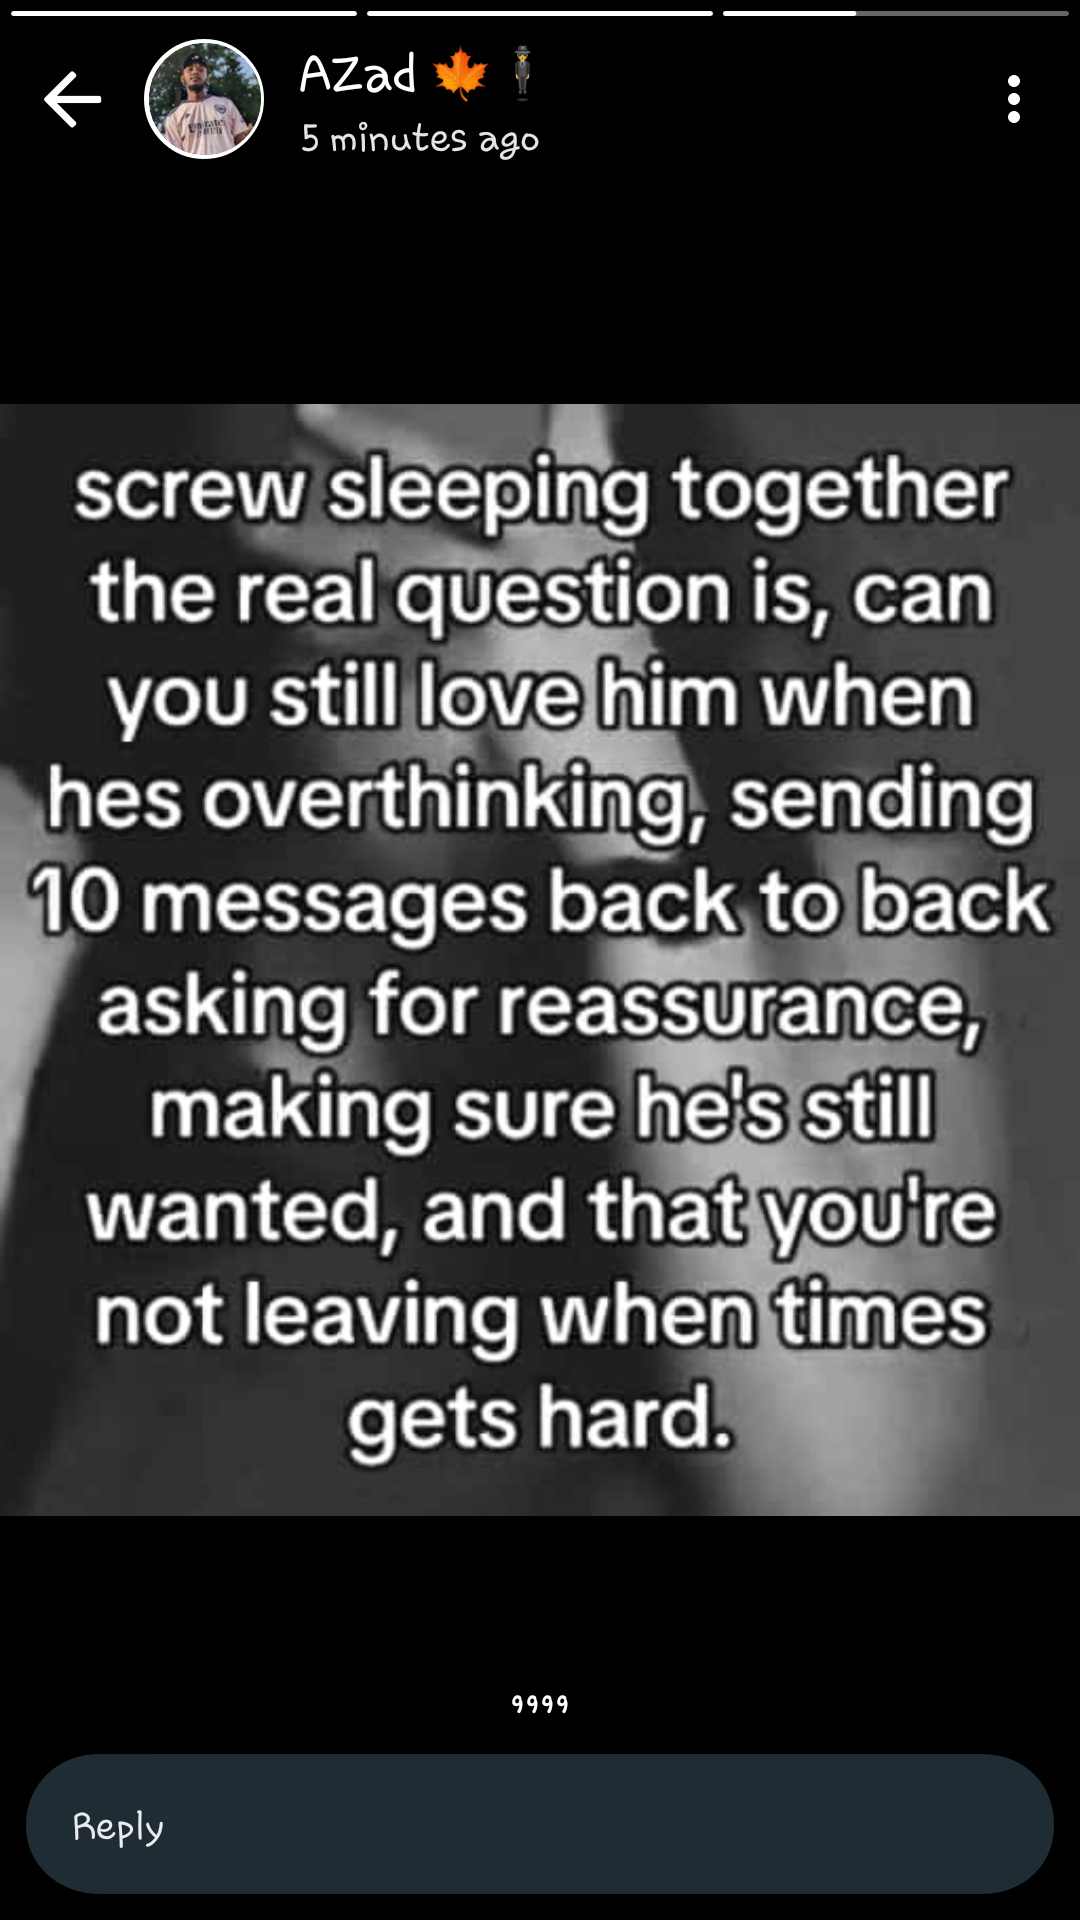 AZad 🍁 🕴
5 minutes ago
Emirates
screw sleeping together
the real question is, can
you still love him when
hes overthinking, sending
10 messages back to back
asking for reassurance,
making sure he's still
wanted, and that you're
not leaving when times
gets hard.
,,,,
Reply